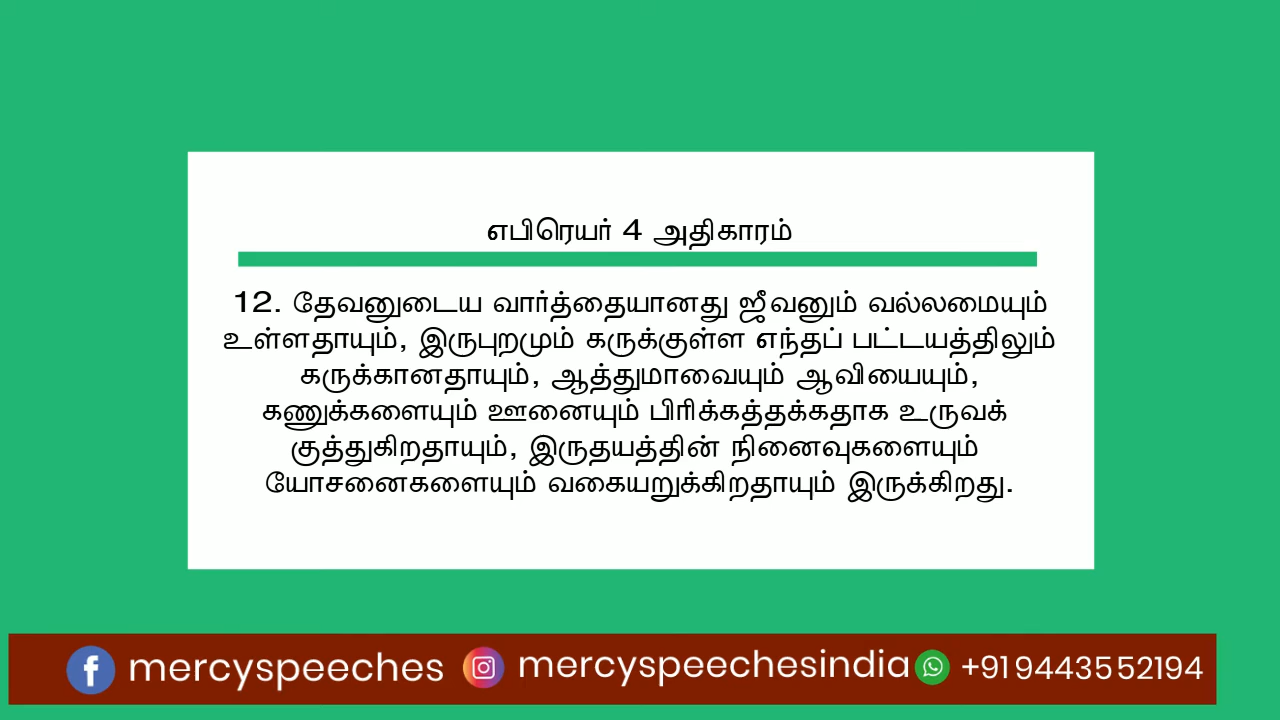 எபிரெயர் 4 அதிகாரம்
12. தேவனுடைய வார்த்தையானது ஜீவனும் வல்லமையும்
உள்ளதாயும், இருபுறமும் கருக்குள்ள எந்தப் பட்டயத்திலும்
கருக்கானதாயும், ஆத்துமாவையும் ஆவியையும்,
கணுக்களையும் ஊனையும் பிரிக்கத்தக்கதாக உருவக்
குத்துகிறதாயும், இருதயத்தின் நினைவுகளையும்
யோசனைகளையும் வகையறுக்கிறதாயும் இருக்கிறது.
mercyspeeches mercyspeechesindia +919443552194